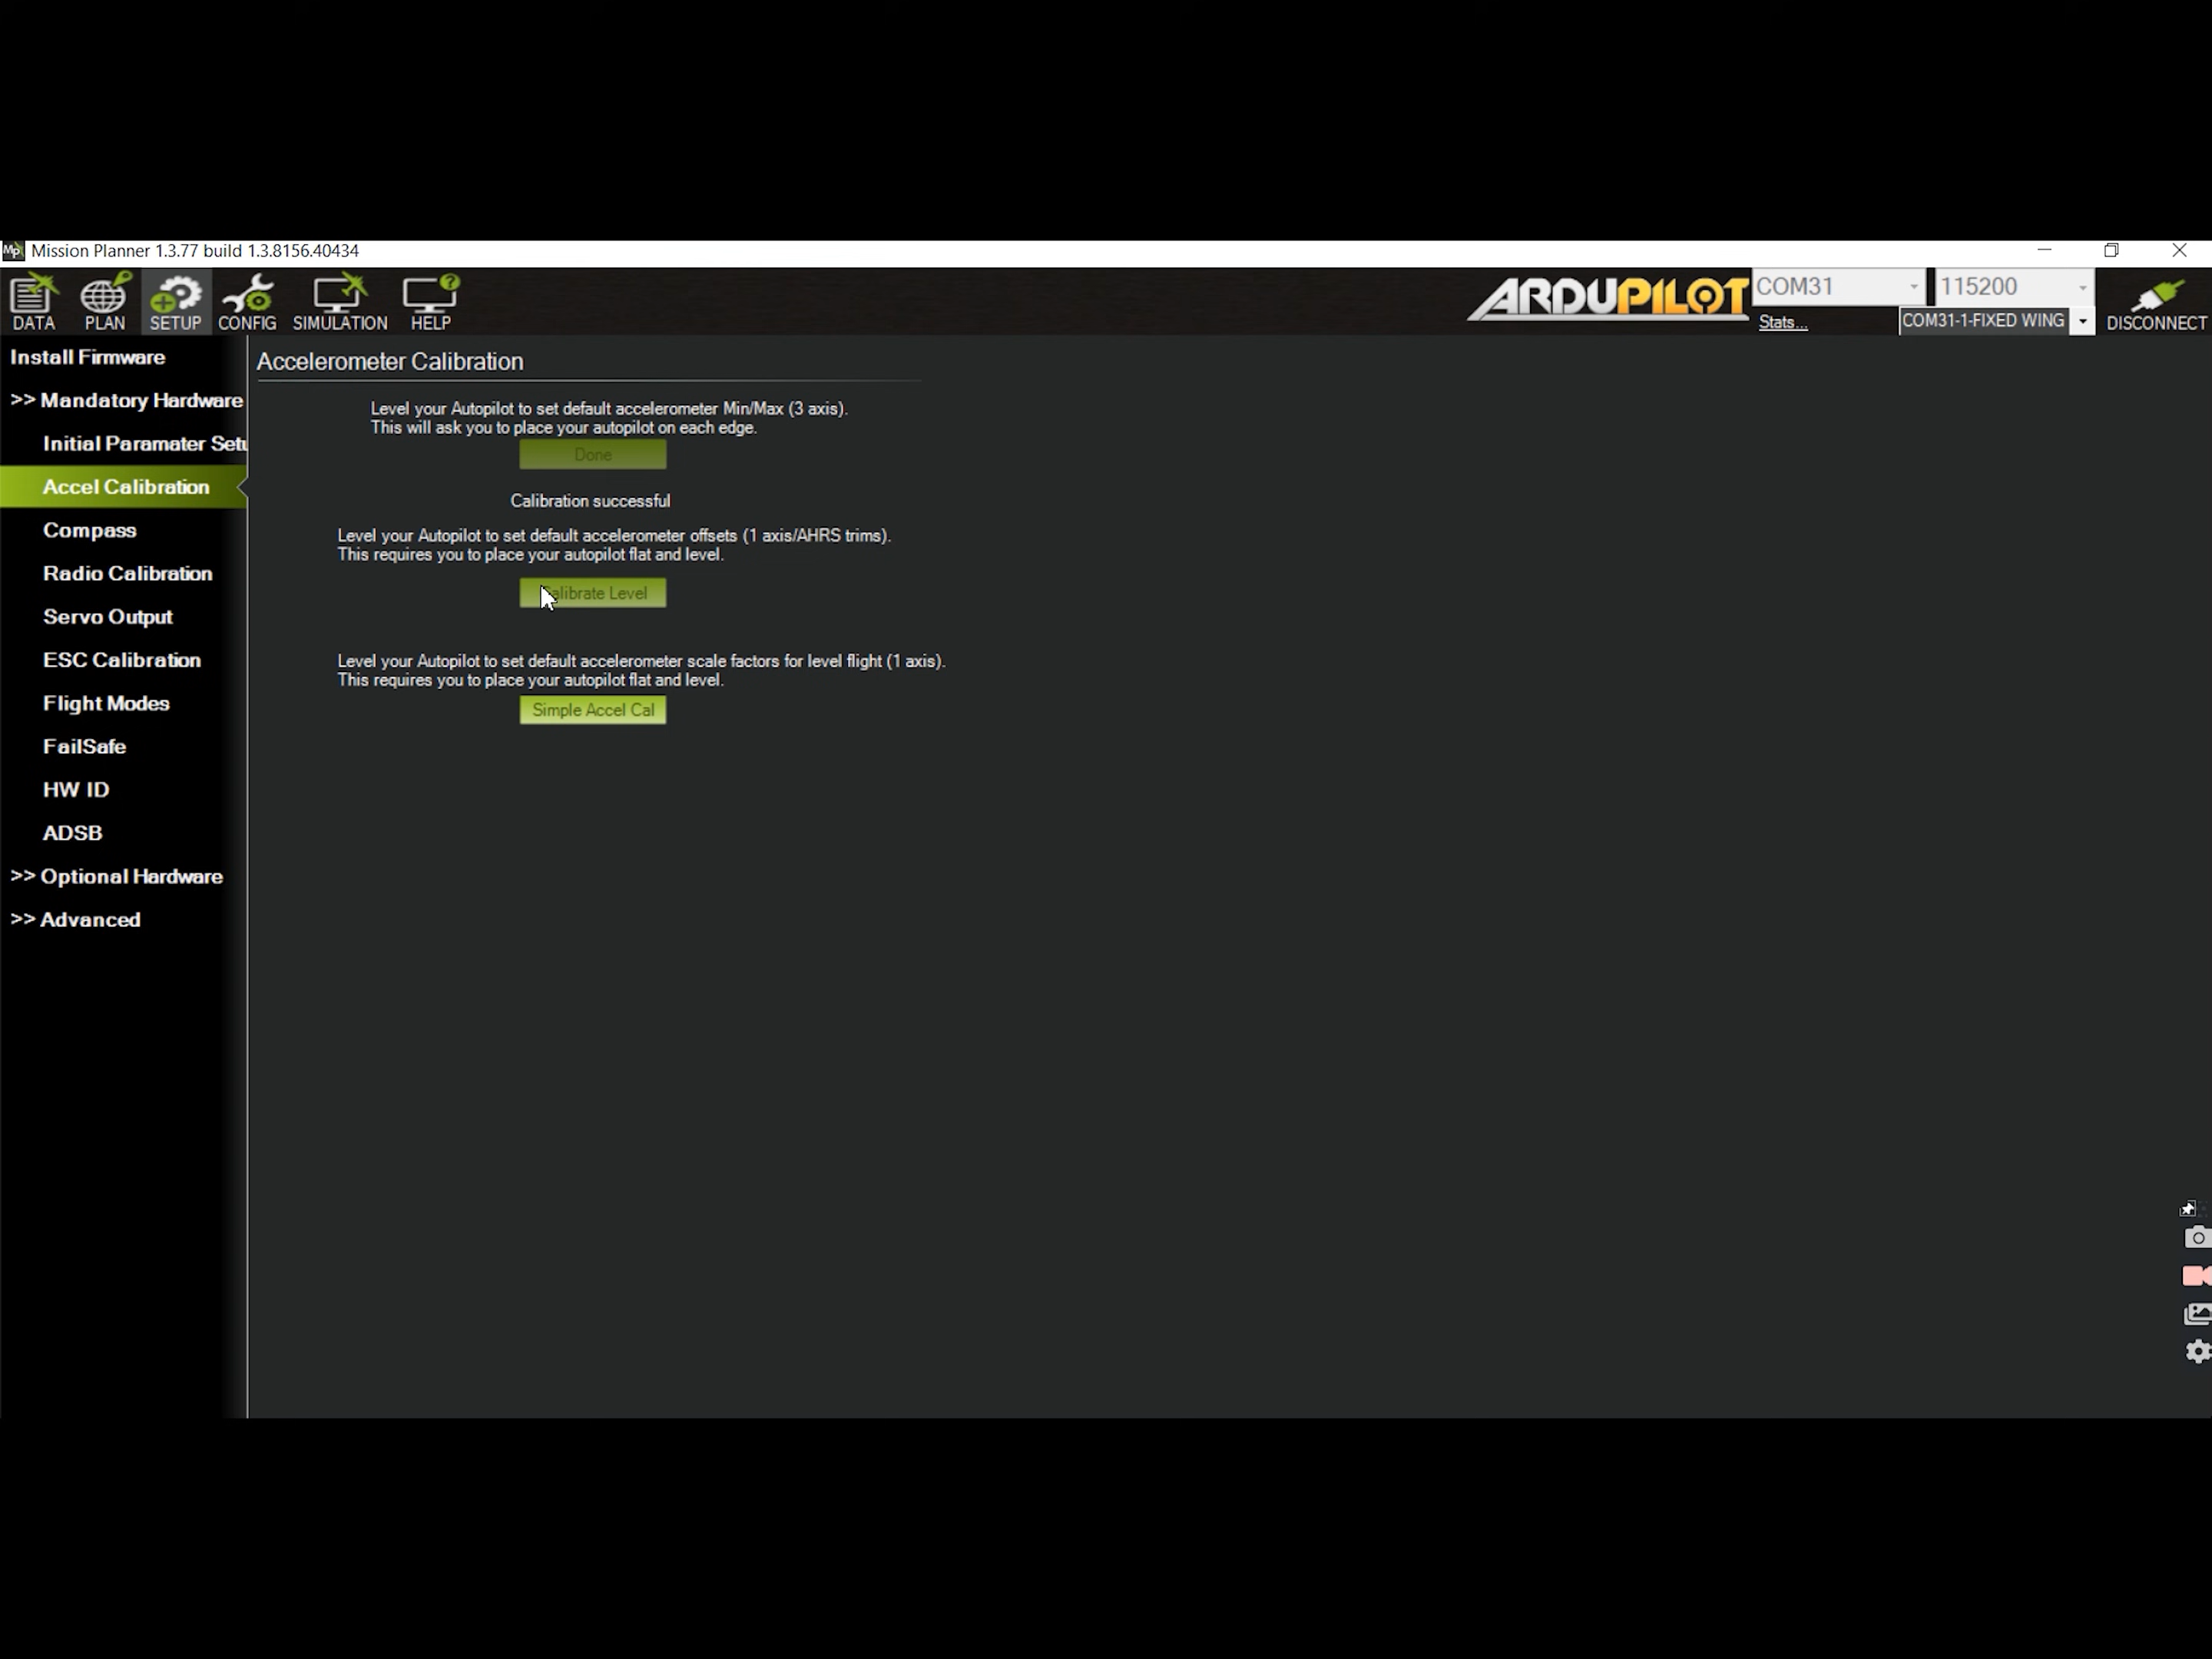 Mission Planner 1.3.77 build 1.3.8156.40434
DATA PLAN SETUP CONFIG SIMULATION HELP
ARDUPILOT
COM31 115200
Stats... COM31-1-FIXED WING DISCONNECT
Install Firmware
>> Mandatory Hardware
Initial Paramater Setu
Accel Calibration
Compass
Radio Calibration
Servo Output
ESC Calibration
Flight Modes
FailSafe
HW ID
ADSB
>> Optional Hardware
>> Advanced
Accelerometer Calibration
Level your Autopilot to set default accelerometer Min/Max (3 axis).
This will ask you to place your autopilot on each edge.
Done
Calibration successful
Level your Autopilot to set default accelerometer offsets (1 axis/AHRS trims).
This requires you to place your autopilot flat and level.
Calibrate Level
Level your Autopilot to set default accelerometer scale factors for level flight (1 axis).
This requires you to place your autopilot flat and level.
Simple Accel Cal